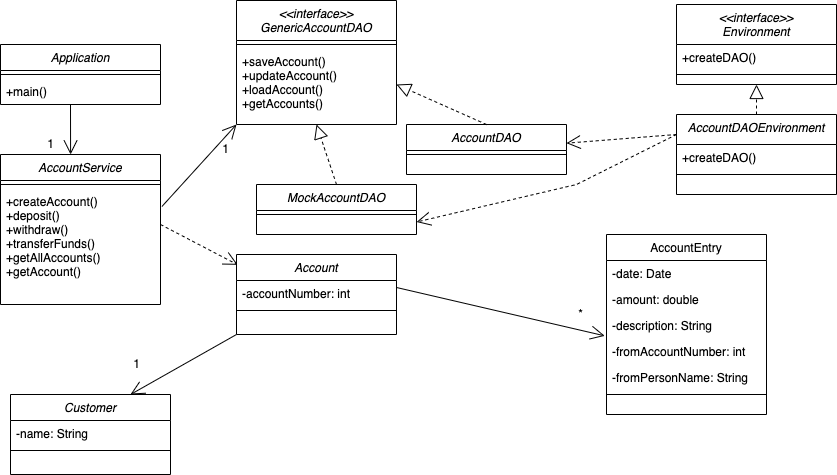 <<interface>>
GenericAccountDAO
+saveAccount()
+updateAccount()
+loadAccount()
+getAccounts()
<<interface>>
Environment
+createDAO()
Application
+main()
1
AccountService
+createAccount()
+deposit()
+withdraw()
+transferFunds()
+getAllAccounts()
+getAccount()
1
AccountDAO
AccountDAOEnvironment
+createDAO()
MockAccountDAO
Account
-accountNumber: int
*
AccountEntry
-date: Date
-amount: double
-description: String
-fromAccountNumber: int
-fromPersonName: String
1
Customer
-name: String